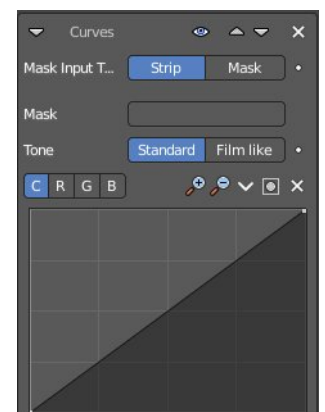 Curves
Mask Input T... Strip Mask
Mask
Tone Standard Film like
C R G B